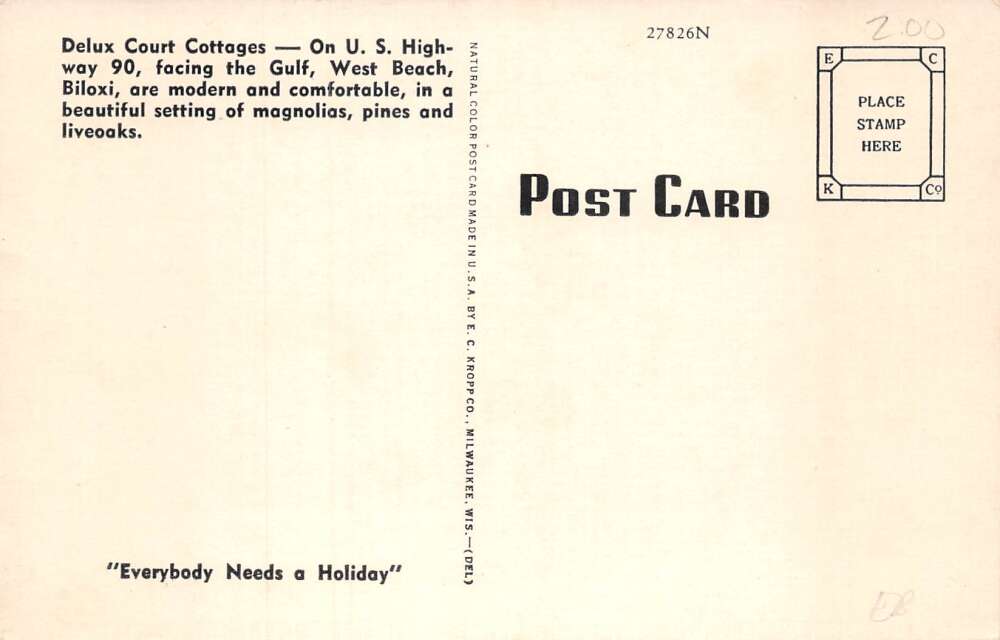 Delux Court Cottages — On U. S. High-
way 90, facing the Gulf, West Beach,
Biloxi, are modern and comfortable, in a
beautiful setting of magnolias, pines and
liveoaks.
"Everybody Needs a Holiday"
NATURAL COLOR POST CARD MADE IN U.S.A. BY E. C. KROPP CO., MILWAUKEE, WIS.—(DEL)
27826N
2.00
E C
PLACE
STAMP
HERE
K Co
POST CARD